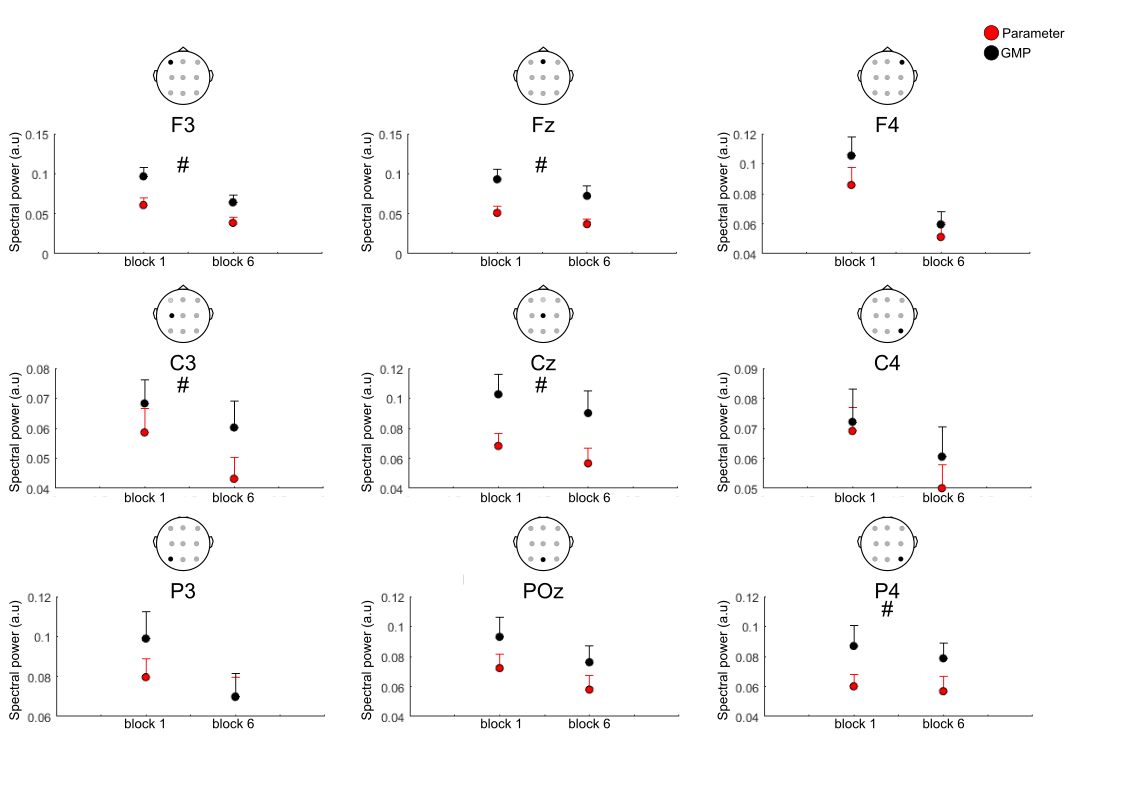 Parameter
GMP
F3
Fz
F4
Spectral power (a.u)
0.15
0.1
0.05
0
#
block 1
block 6
Spectral power (a.u)
0.15
0.1
0.05
0
#
block 1
block 6
Spectral power (a.u)
0.12
0.1
0.08
0.06
0.04
block 1
block 6
C3
Cz
C4
Spectral power (a.u)
0.08
0.07
0.06
0.05
0.04
#
block 1
block 6
Spectral power (a.u)
0.12
0.1
0.08
0.06
0.04
#
block 1
block 6
Spectral power (a.u)
0.09
0.08
0.07
0.06
0.05
block 1
block 6
P3
POz
P4
Spectral power (a.u)
0.12
0.1
0.08
0.06
block 1
block 6
Spectral power (a.u)
0.12
0.1
0.08
0.06
0.04
block 1
block 6
Spectral power (a.u)
0.12
0.1
0.08
0.06
0.04
#
block 1
block 6